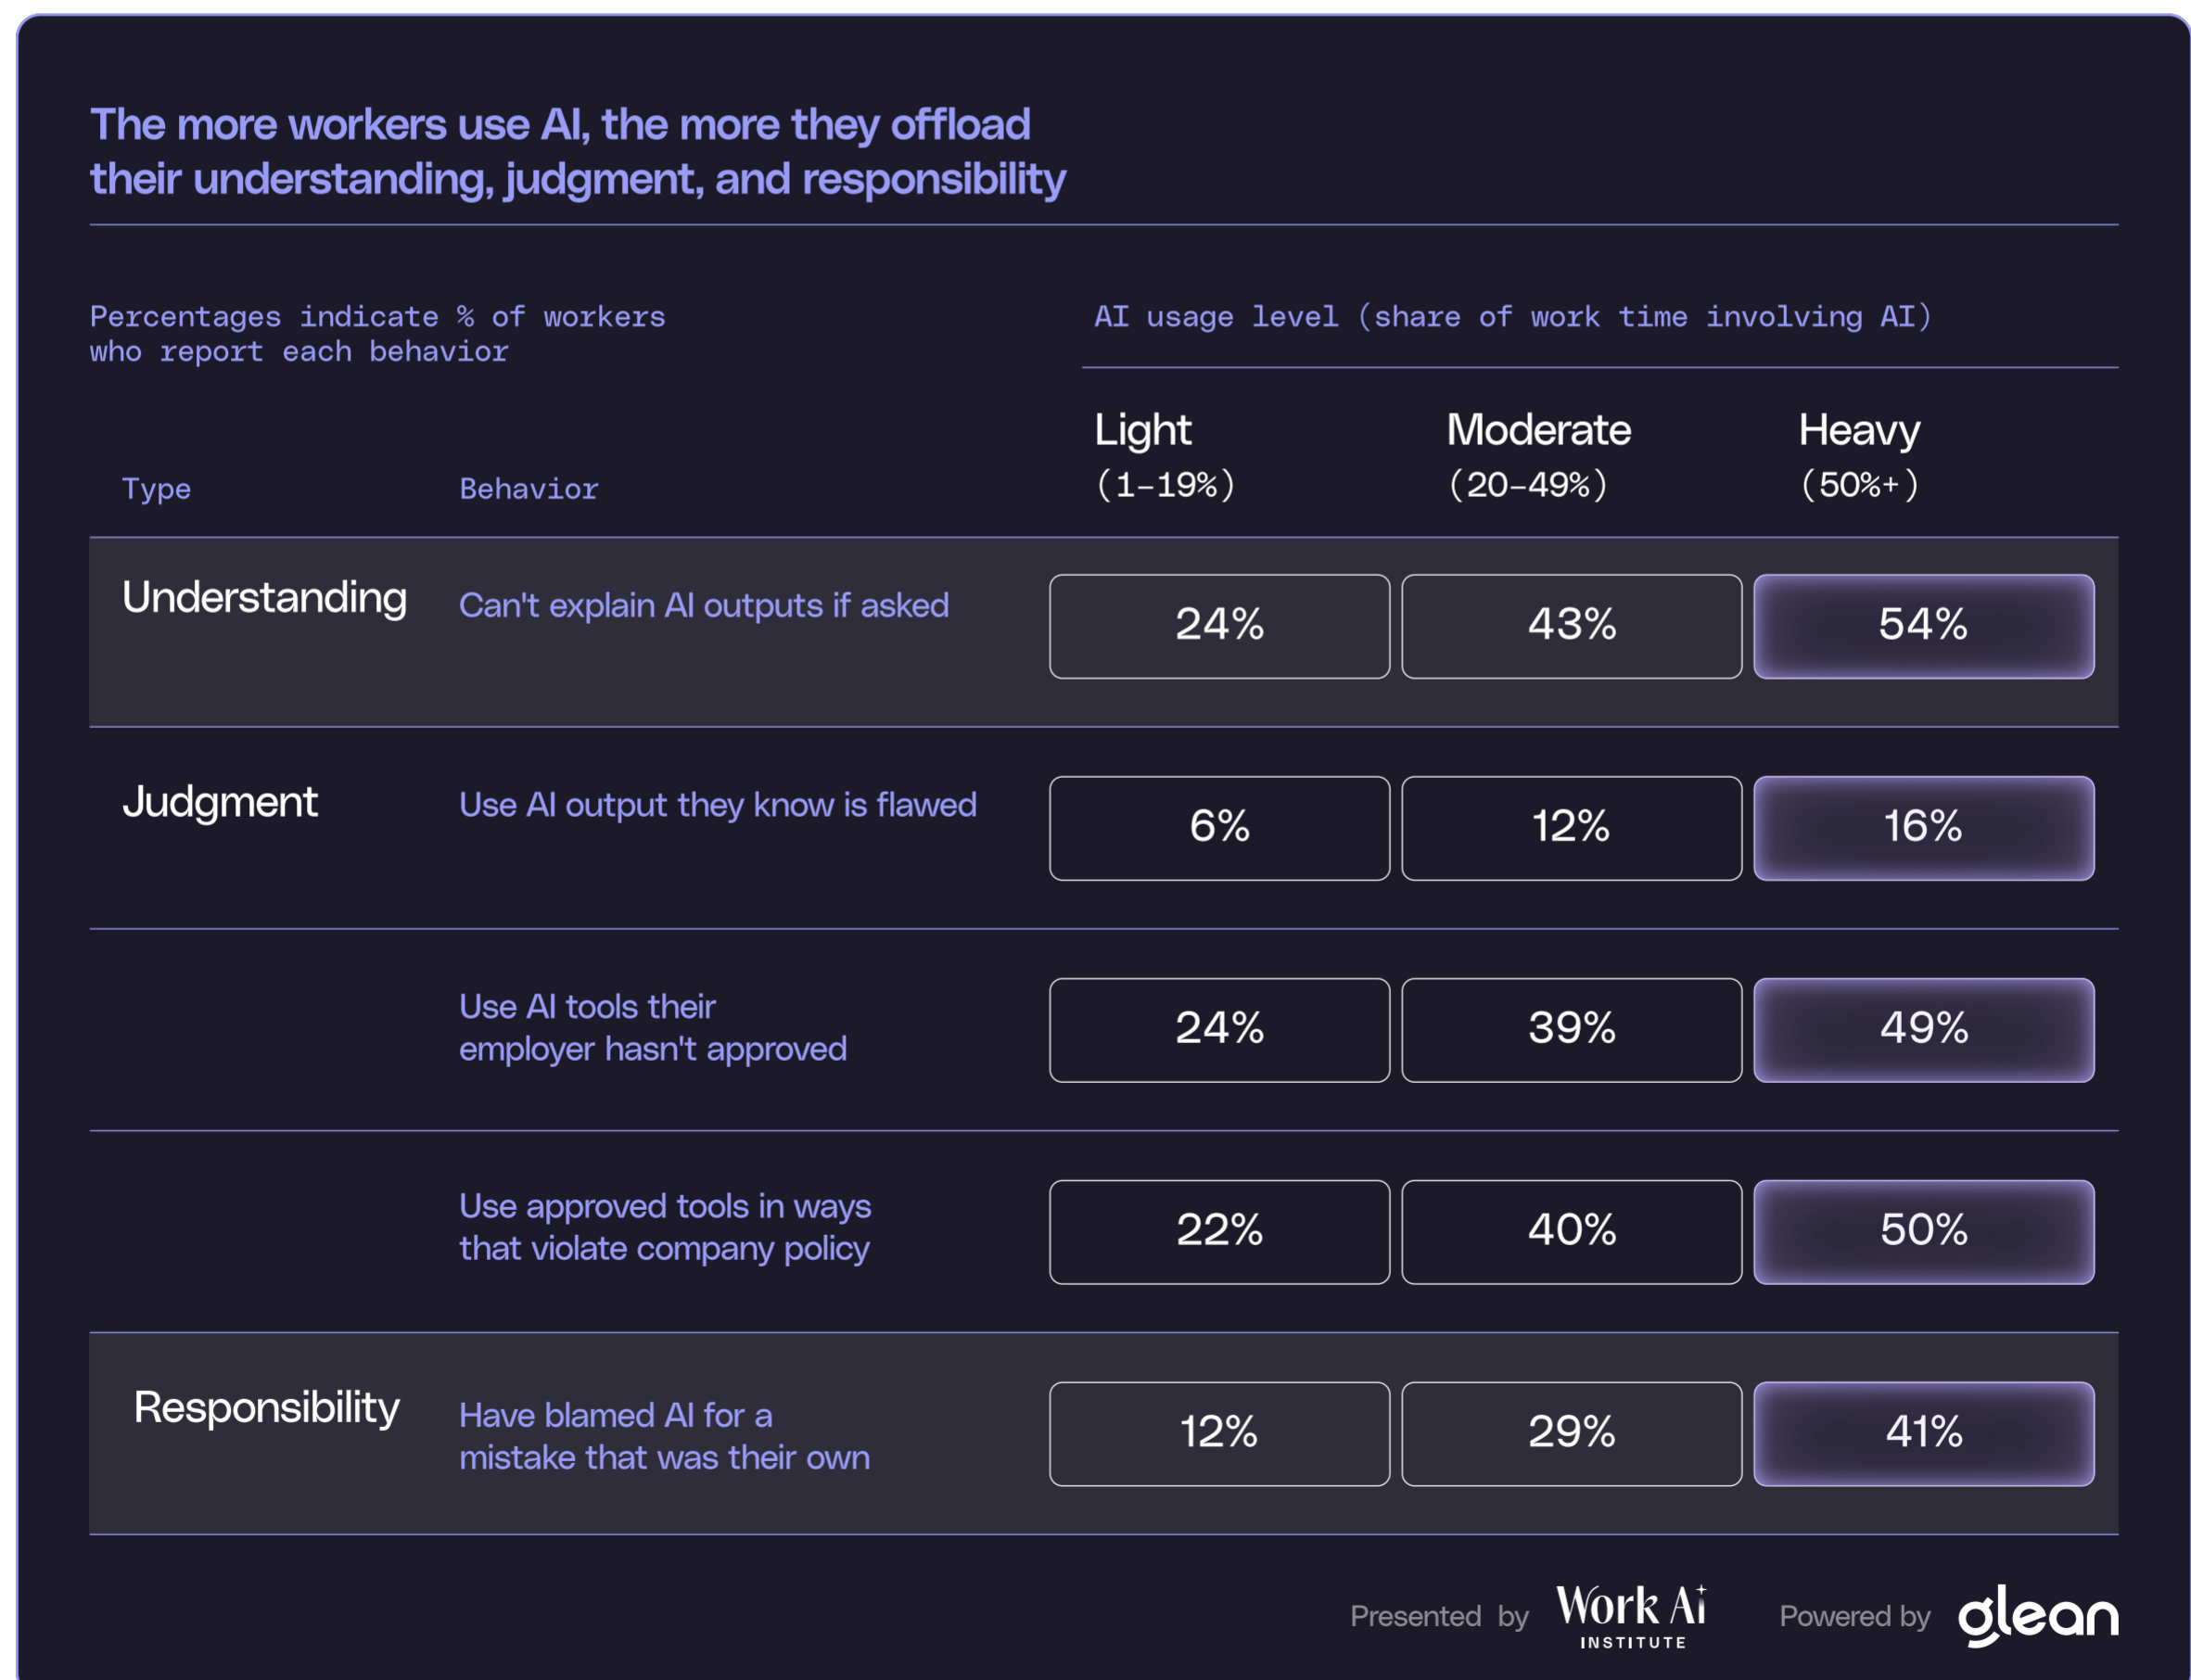 The more workers use AI, the more they offload
their understanding, judgment, and responsibility
Percentages indicate % of workers
who report each behavior
AI usage level (share of work time involving AI)
Type
Behavior
Light
(1–19%)
Moderate
(20–49%)
Heavy
(50%+)
Understanding
Can't explain AI outputs if asked
24%
43%
54%
Judgment
Use AI output they know is flawed
6%
12%
16%
Use AI tools their
employer hasn't approved
24%
39%
49%
Use approved tools in ways
that violate company policy
22%
40%
50%
Responsibility
Have blamed AI for a
mistake that was their own
12%
29%
41%
Presented by
Work Ai
INSTITUTE
Powered by
glean